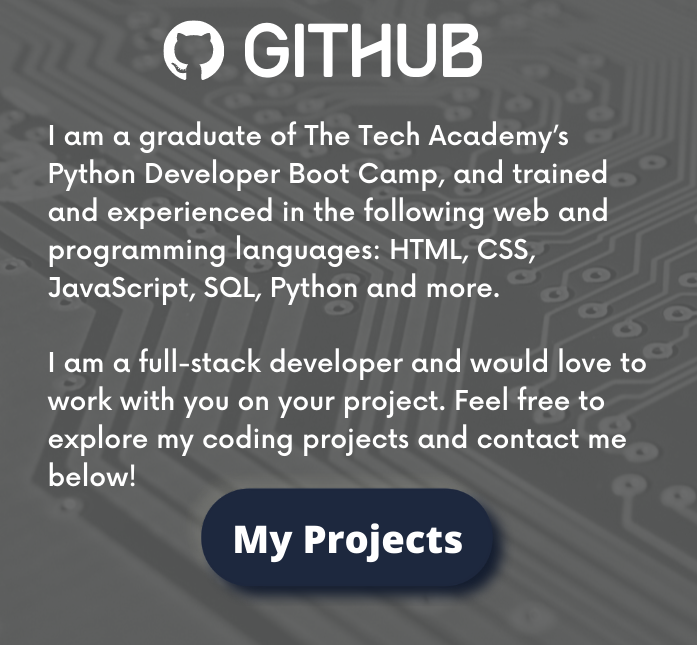 GITHUB
I am a graduate of The Tech Academy’s
Python Developer Boot Camp, and trained
and experienced in the following web and
programming languages: HTML, CSS,
JavaScript, SQL, Python and more.
I am a full-stack developer and would love to
work with you on your project. Feel free to
explore my coding projects and contact me
below!
My Projects